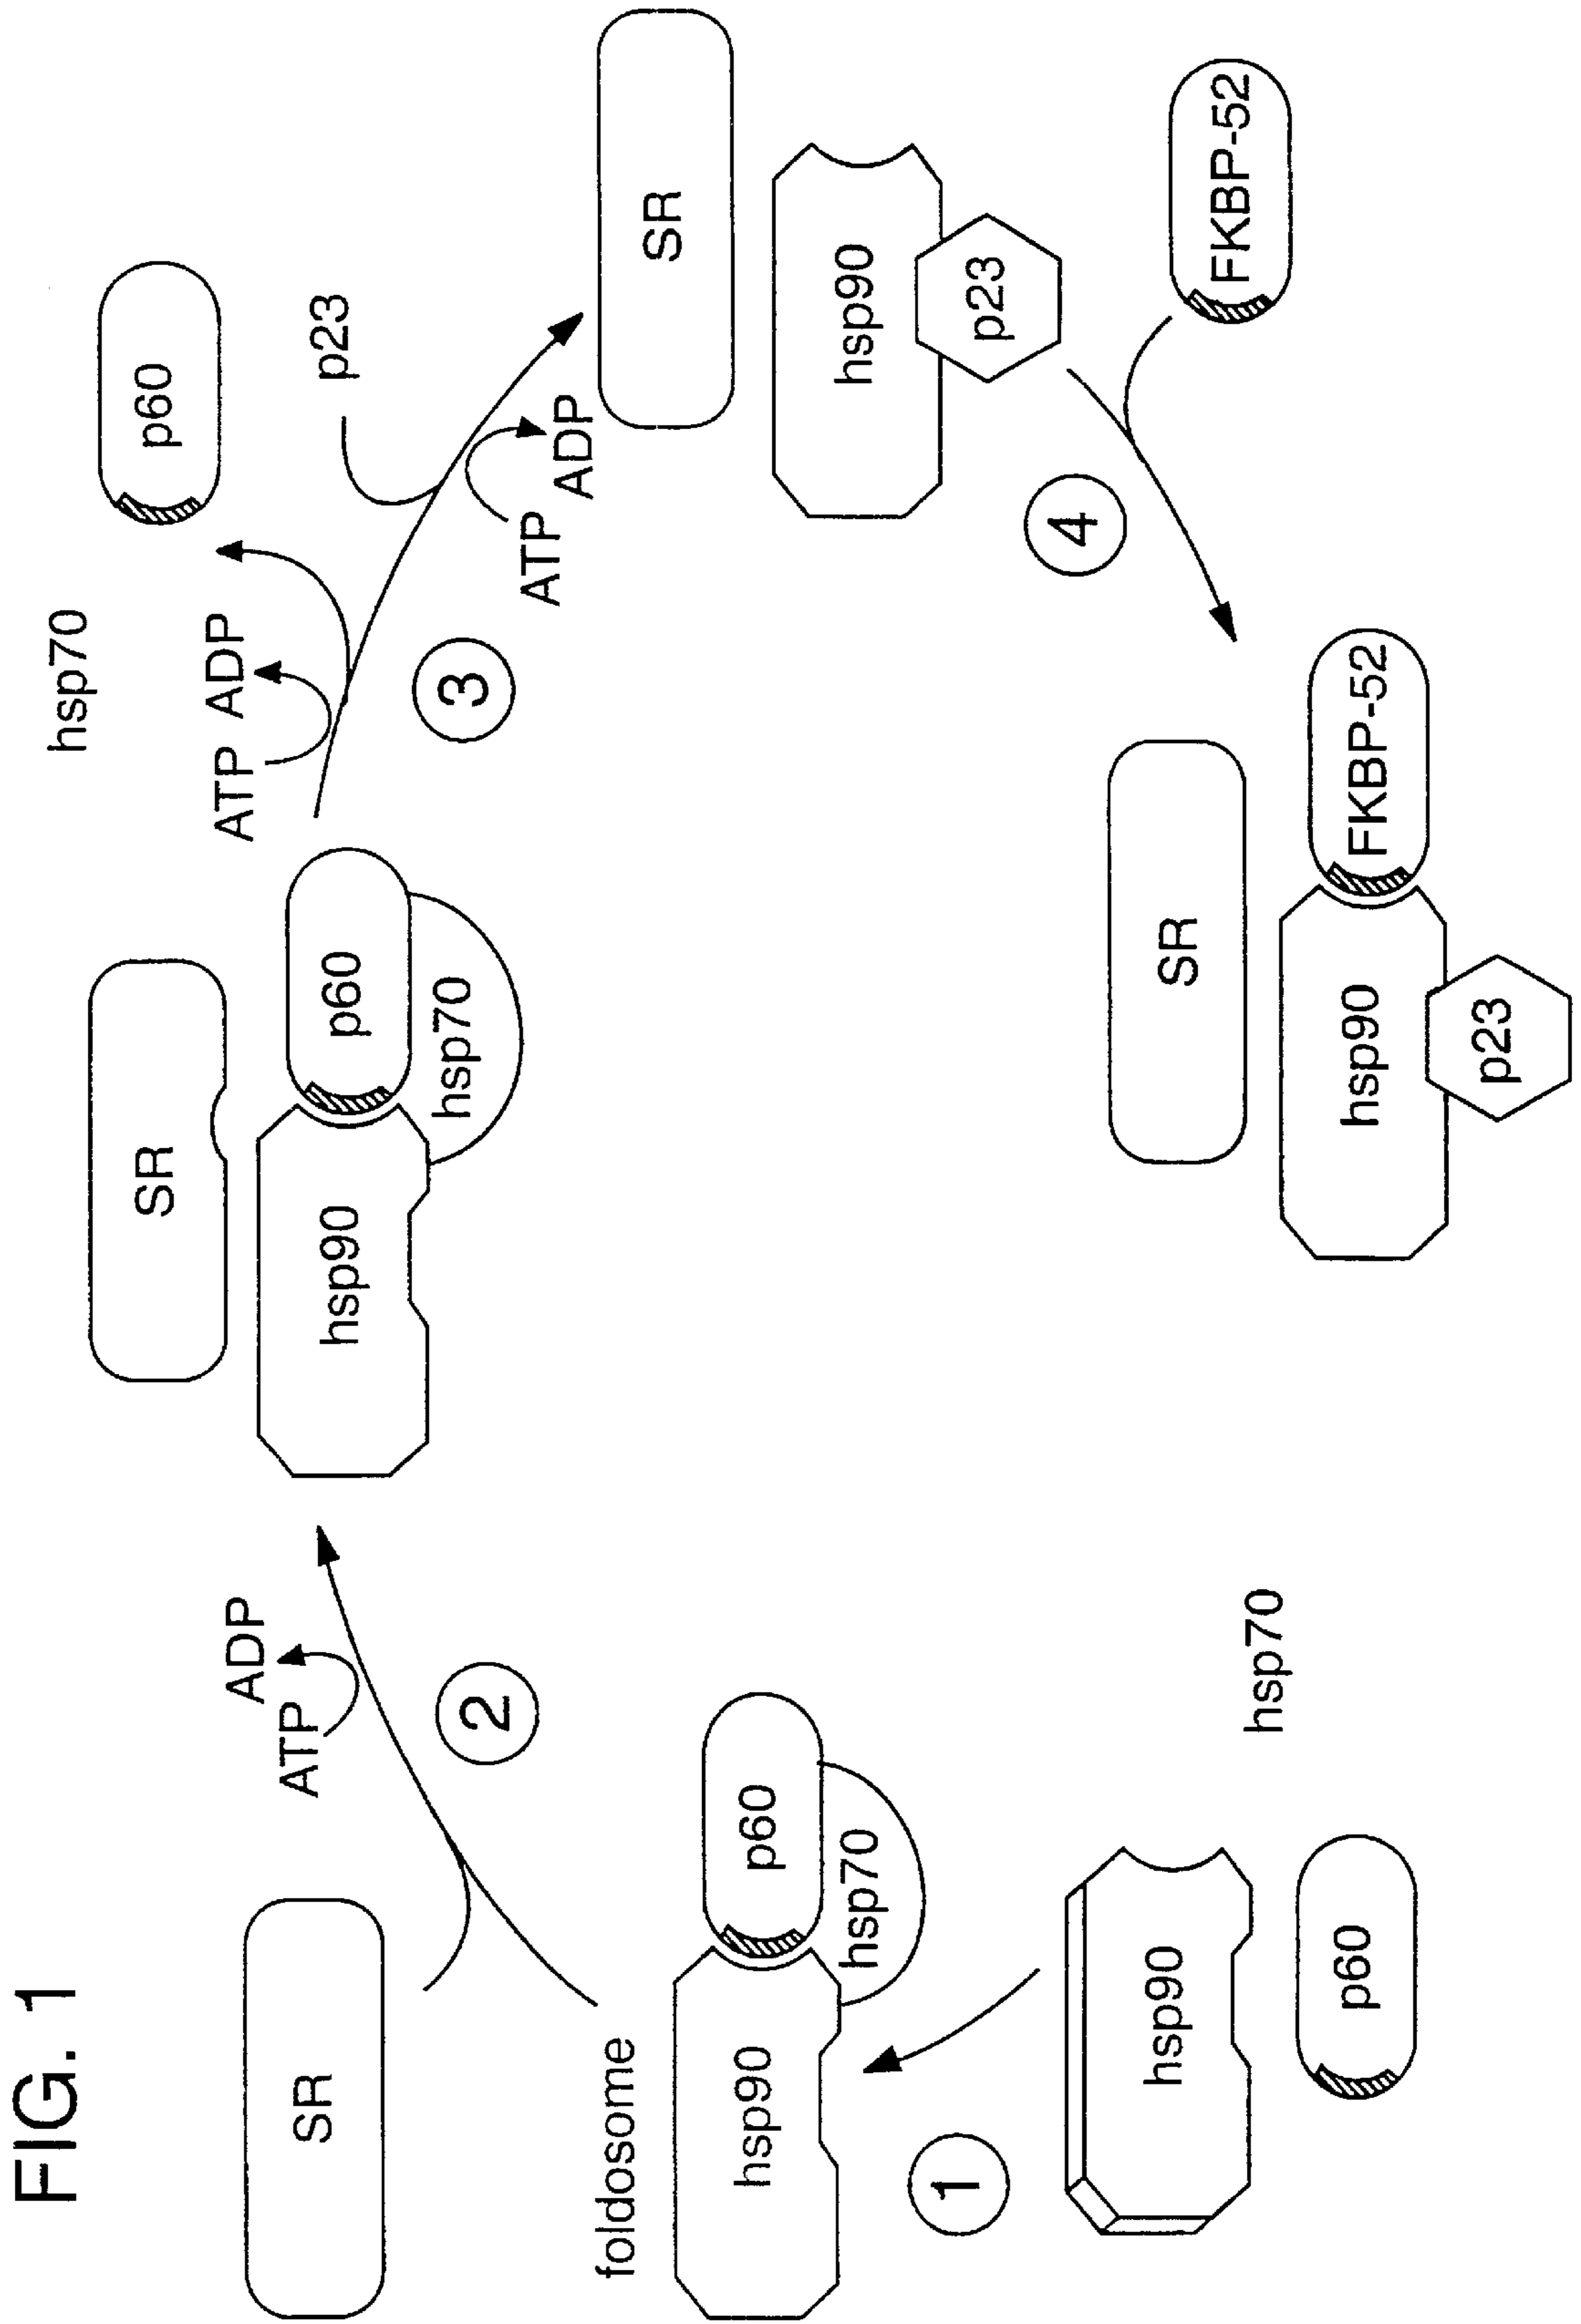 FIG. 1
SR
ATP
ADP
2
foldosome
hsp90
p60
hsp70
1
hsp90
p60
hsp70
SR
hsp90
p60
hsp70
ATP
ADP
hsp70
p60
3
p23
ATP
ADP
SR
hsp90
p23
4
FKBP-52
SR
hsp90
FKBP-52
p23